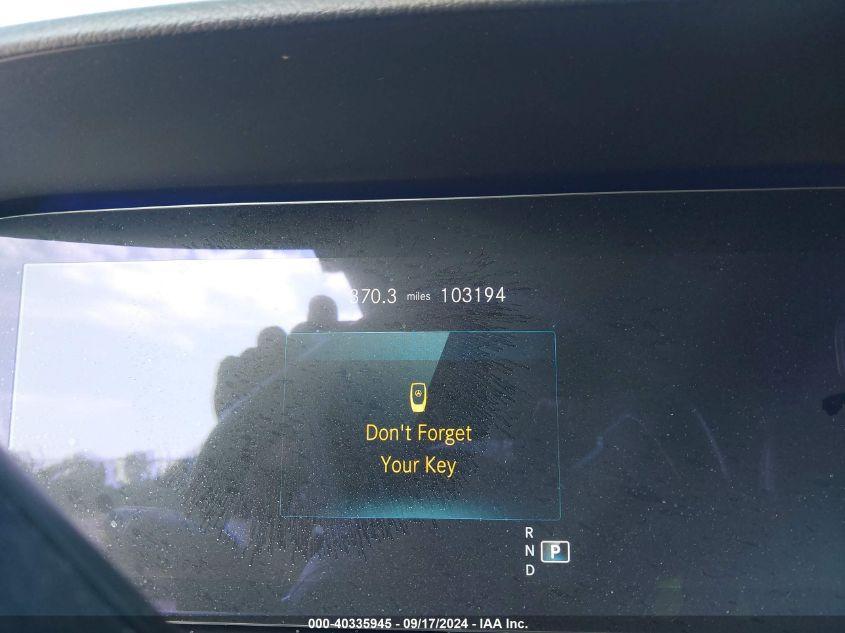 370.3 miles 103194
Don't Forget
Your Key
R
N P
D
000-40335945 - 09/17/2024 - IAA Inc.